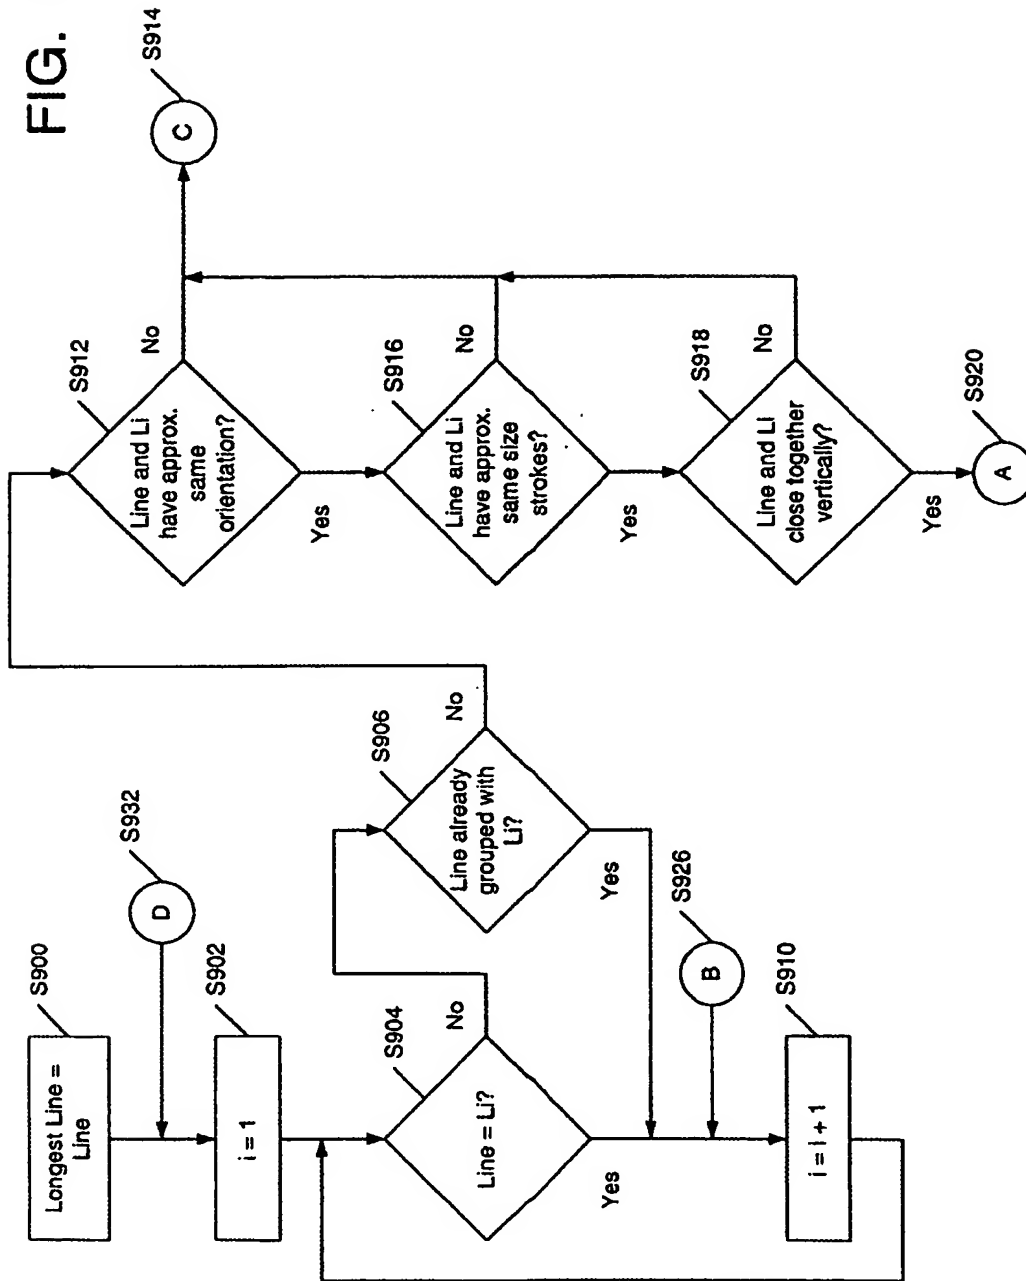 FIG.
S900
Longest Line =
Line
S932
D
S902
i = 1
S904
Line = Li?
No
Yes
S906
Line already
grouped with
Li?
No
Yes
S926
B
S910
i = i + 1
S912
Line and Li
have approx.
same
orientation?
No
Yes
S914
C
S916
Line and Li
have approx.
same size
strokes?
No
Yes
S918
Line and Li
close together
vertically?
No
Yes
S920
A